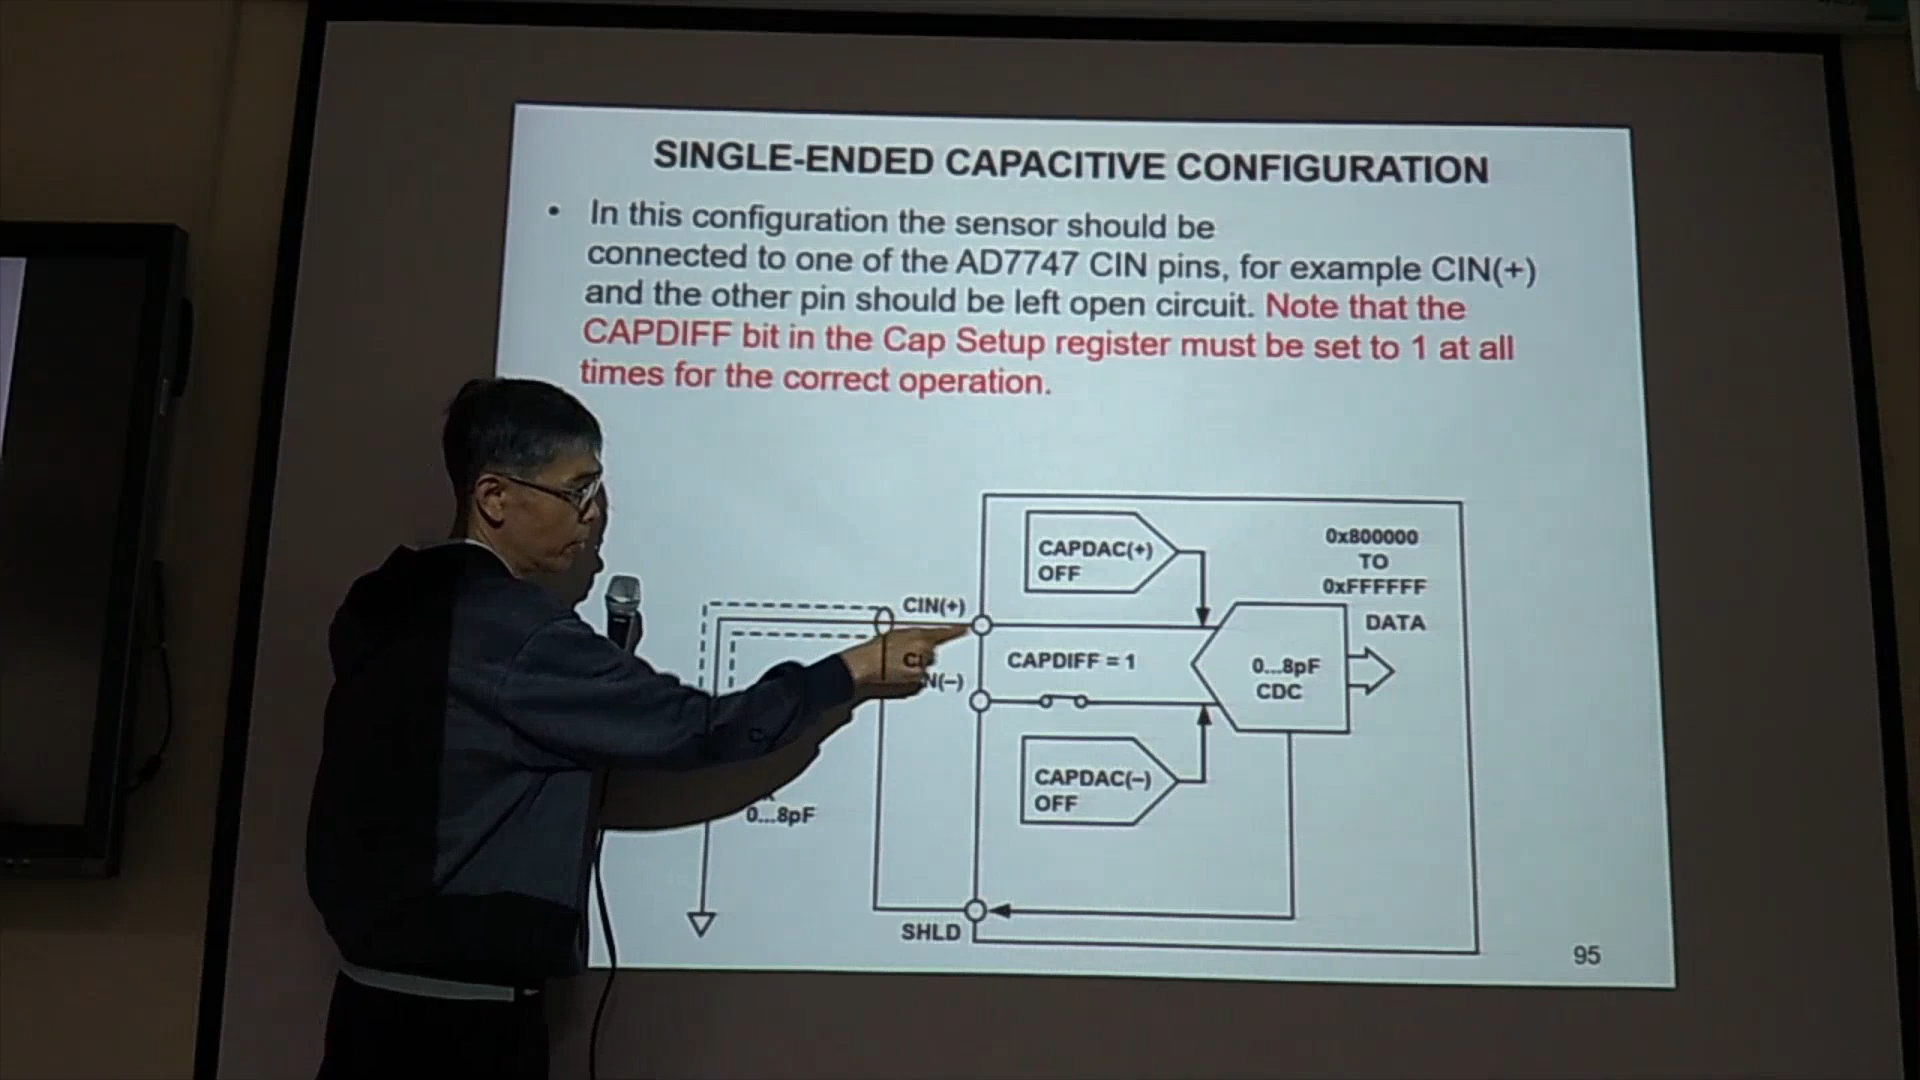 SINGLE-ENDED CAPACITIVE CONFIGURATION
• In this configuration the sensor should be
connected to one of the AD7747 CIN pins, for example CIN(+)
and the other pin should be left open circuit. Note that the
CAPDIFF bit in the Cap Setup register must be set to 1 at all
times for the correct operation.
CAPDAC(+)
OFF
0x800000
TO
0xFFFFFF
DATA
CIN(+)
CAPDIFF = 1
0...8pF
CDC
CAPDAC(–)
OFF
0...8pF
SHLD
95